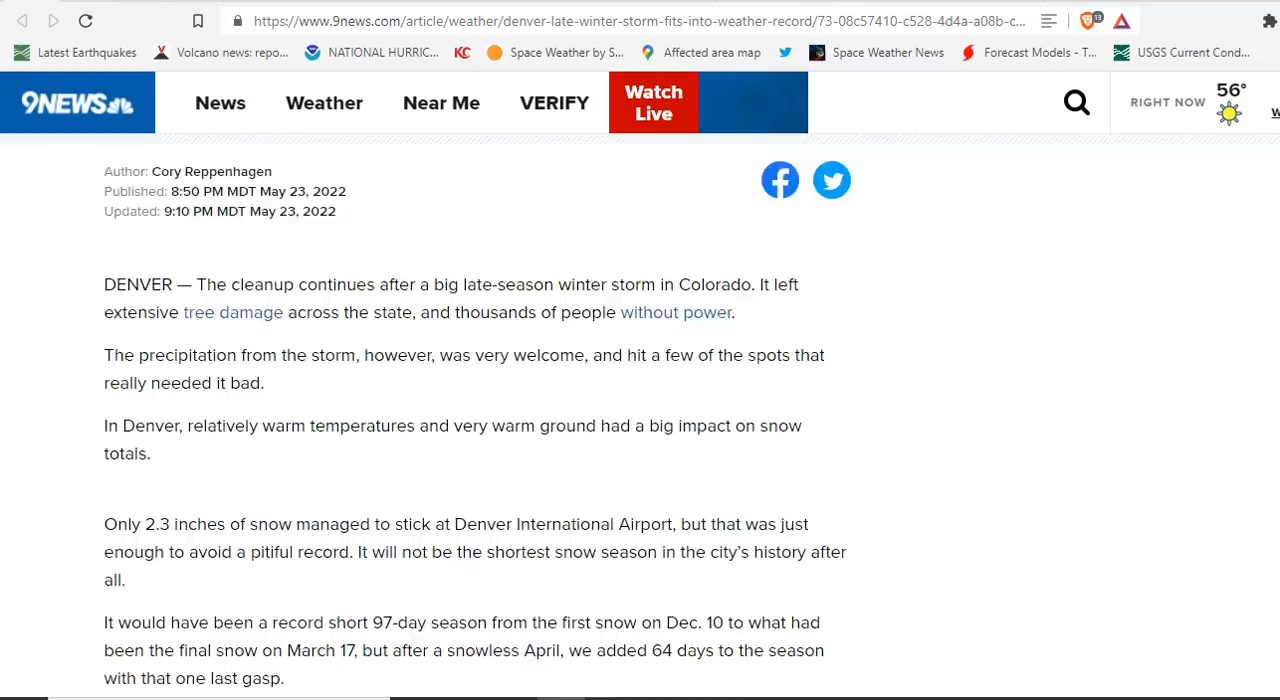 https://www.9news.com/article/weather/denver-late-winter-storm-fits-into-weather-record/73-08c57410-c528-4d4a-a08b-c...
13
Latest Earthquakes Volcano news: repo... NATIONAL HURRIC... KC Space Weather by S... Affected area map Space Weather News Forecast Models - T... USGS Current Cond...
9NEWS News Weather Near Me VERIFY Watch Live RIGHT NOW 56°
Author: Cory Reppenhagen
Published: 8:50 PM MDT May 23, 2022
Updated: 9:10 PM MDT May 23, 2022
DENVER — The cleanup continues after a big late-season winter storm in Colorado. It left
extensive tree damage across the state, and thousands of people without power.
The precipitation from the storm, however, was very welcome, and hit a few of the spots that
really needed it bad.
In Denver, relatively warm temperatures and very warm ground had a big impact on snow
totals.
Only 2.3 inches of snow managed to stick at Denver International Airport, but that was just
enough to avoid a pitiful record. It will not be the shortest snow season in the city's history after
all.
It would have been a record short 97-day season from the first snow on Dec. 10 to what had
been the final snow on March 17, but after a snowless April, we added 64 days to the season
with that one last gasp.